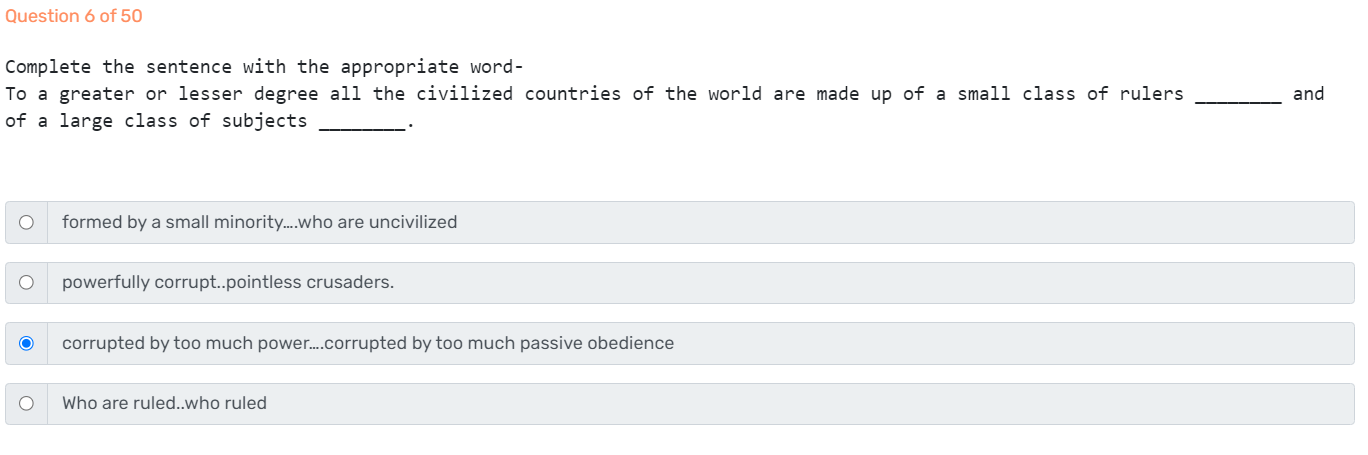 Question 6 of 50
Complete the sentence with the appropriate word-
To a greater or lesser degree all the civilized countries of the world are made up of a small class of rulers ________ and
of a large class of subjects ________.
formed by a small minority....who are uncivilized
powerfully corrupt..pointless crusaders.
corrupted by too much power....corrupted by too much passive obedience
Who are ruled..who ruled